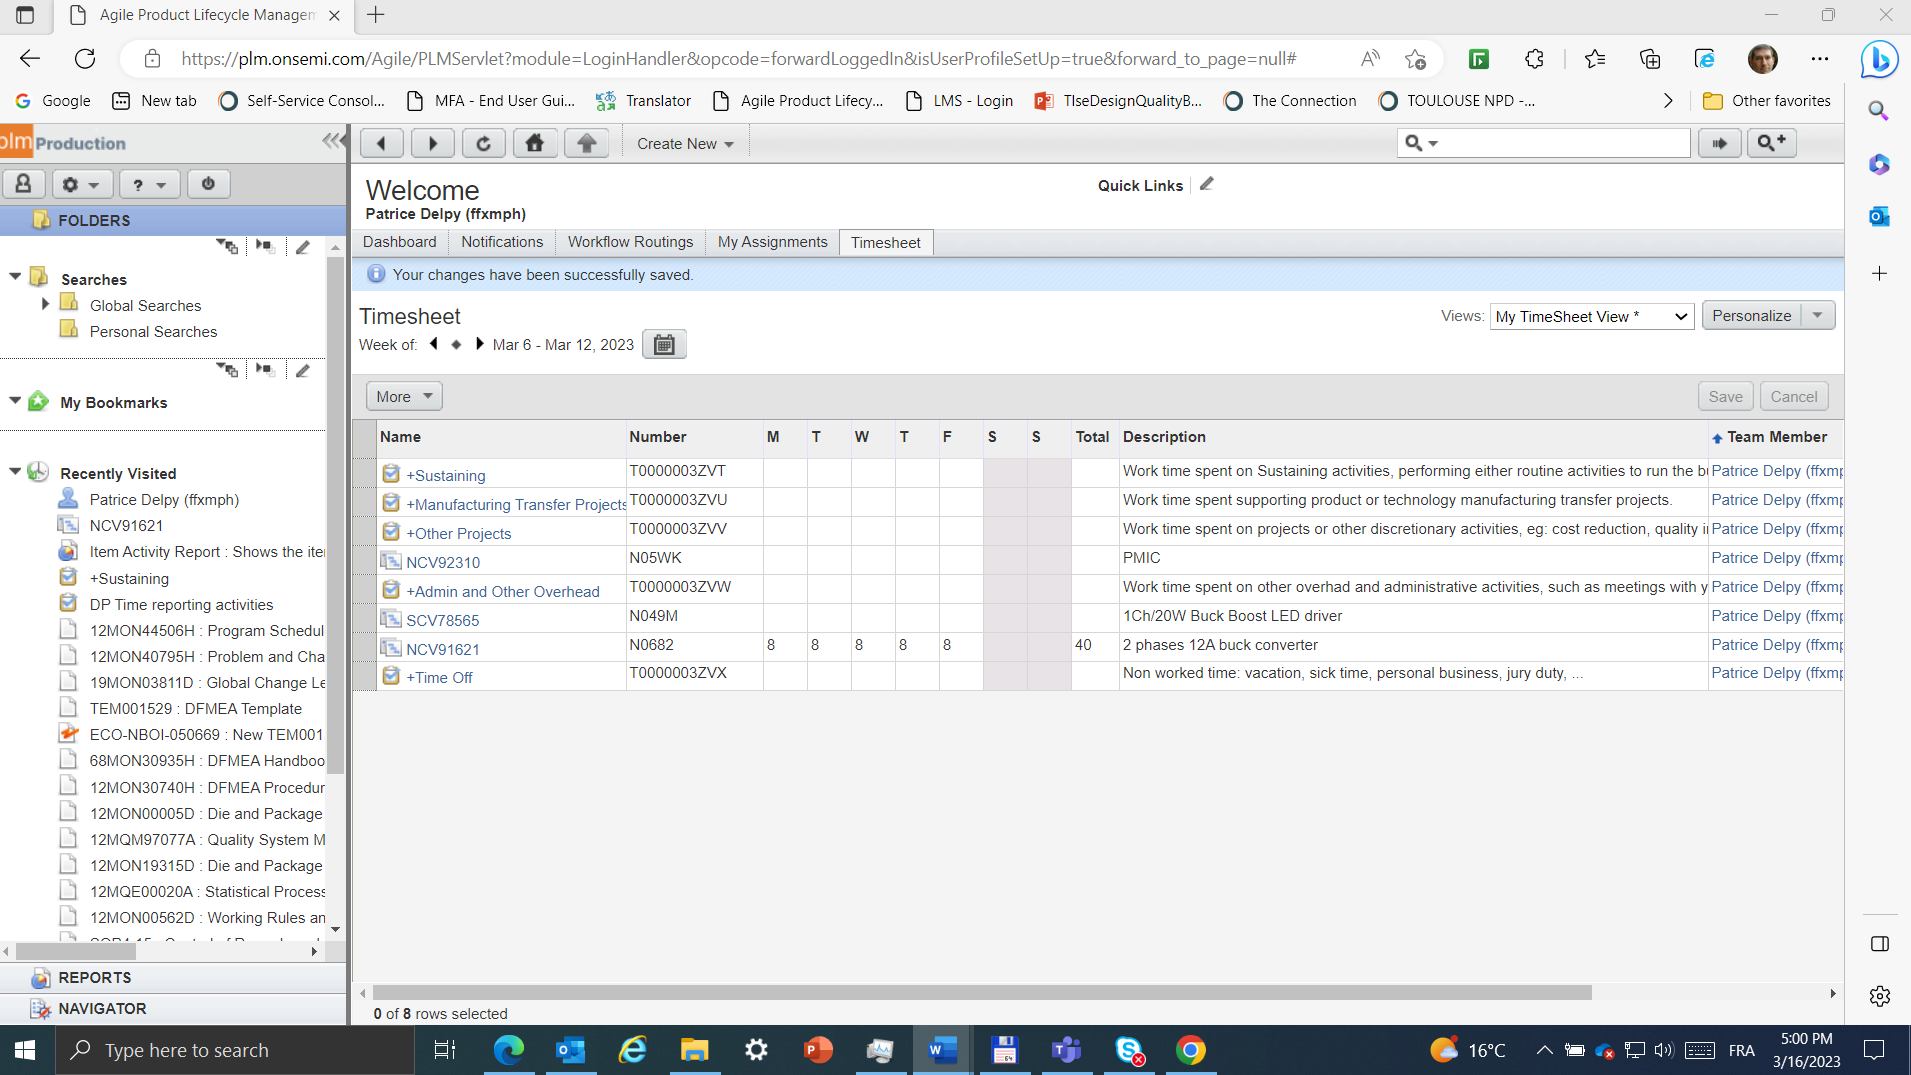 Agile Product Lifecycle Managem
https://plm.onsemi.com/Agile/PLMServlet?module=LoginHandler&opcode=forwardLoggedIn&isUserProfileSetUp=true&forward_to_page=null#
Google New tab Self-Service Consol... MFA - End User Gui... Translator Agile Product Lifecy... LMS - Login TlseDesignQualityB... The Connection TOULOUSE NPD -... Other favorites
plm Production
Create New
FOLDERS
Searches
Global Searches
Personal Searches
My Bookmarks
Recently Visited
Patrice Delpy (ffxmph)
NCV91621
Item Activity Report : Shows the iter
+Sustaining
DP Time reporting activities
12MON44506H : Program Schedul
12MON40795H : Problem and Cha
19MON03811D : Global Change Le
TEM001529 : DFMEA Template
ECO-NBOI-050669 : New TEM001
68MON30935H : DFMEA Handboo
12MON30740H : DFMEA Procedur
12MON00005D : Die and Package
12MQM97077A : Quality System M
12MON19315D : Die and Package
12MQE00020A : Statistical Process
12MON00562D : Working Rules an
REPORTS
NAVIGATOR
Welcome
Patrice Delpy (ffxmph)
Quick Links
Dashboard Notifications Workflow Routings My Assignments Timesheet
Your changes have been successfully saved.
Timesheet
Views: My TimeSheet View * Personalize
Week of: Mar 6 - Mar 12, 2023
More Save Cancel
Name Number M T W T F S S Total Description Team Member
+Sustaining T0000003ZVT Work time spent on Sustaining activities, performing either routine activities to run the bu Patrice Delpy (ffxmp
+Manufacturing Transfer Projects T0000003ZVU Work time spent supporting product or technology manufacturing transfer projects. Patrice Delpy (ffxmp
+Other Projects T0000003ZVV Work time spent on projects or other discretionary activities, eg: cost reduction, quality i Patrice Delpy (ffxmp
NCV92310 N05WK PMIC Patrice Delpy (ffxmp
+Admin and Other Overhead T0000003ZVW Work time spent on other overhad and administrative activities, such as meetings with y Patrice Delpy (ffxmp
SCV78565 N049M 1Ch/20W Buck Boost LED driver Patrice Delpy (ffxmp
NCV91621 N0682 8 8 8 8 8 40 2 phases 12A buck converter Patrice Delpy (ffxmp
+Time Off T0000003ZVX Non worked time: vacation, sick time, personal business, jury duty, ... Patrice Delpy (ffxmp
0 of 8 rows selected
Type here to search
16°C
FRA
5:00 PM
3/16/2023